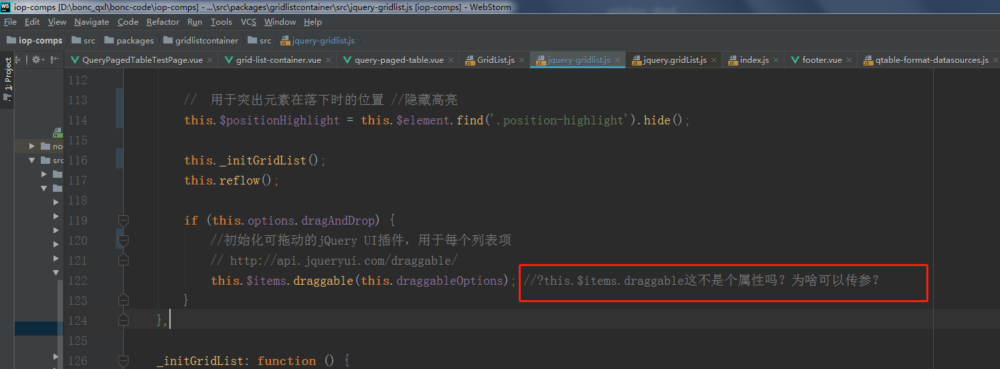 iop-comps [D:\bonc_qxl\bonc-code\iop-comps] - ...\src\packages\gridlistcontainer\src\jquery-gridlist.js [iop-comps] - WebStorm
File Edit View Navigate Code Refactor Run Tools VCS Window Help
iop-comps src packages gridlistcontainer src jquery-gridlist.js
QueryPagedTableTestPage.vue grid-list-container.vue query-paged-table.vue GridList.js jquery-gridlist.js jquery.gridList.js index.js footer.vue qtable-format-datasources.js
1: Project
no
src
112
113 // 用于突出元素在落下时的位置 //隐藏高亮
114 this.$positionHighlight = this.$element.find('.position-highlight').hide();
115
116 this._initGridList();
117 this.reflow();
118
119 if (this.options.dragAndDrop) {
120 //初始化可拖动的jQuery UI插件，用于每个列表项
121 // http://api.jqueryui.com/draggable/
122 this.$items.draggable(this.draggableOptions); //?this.$items.draggable这不是个属性吗？为啥可以传参？
123 }
124 },
125
126 _initGridList: function () {